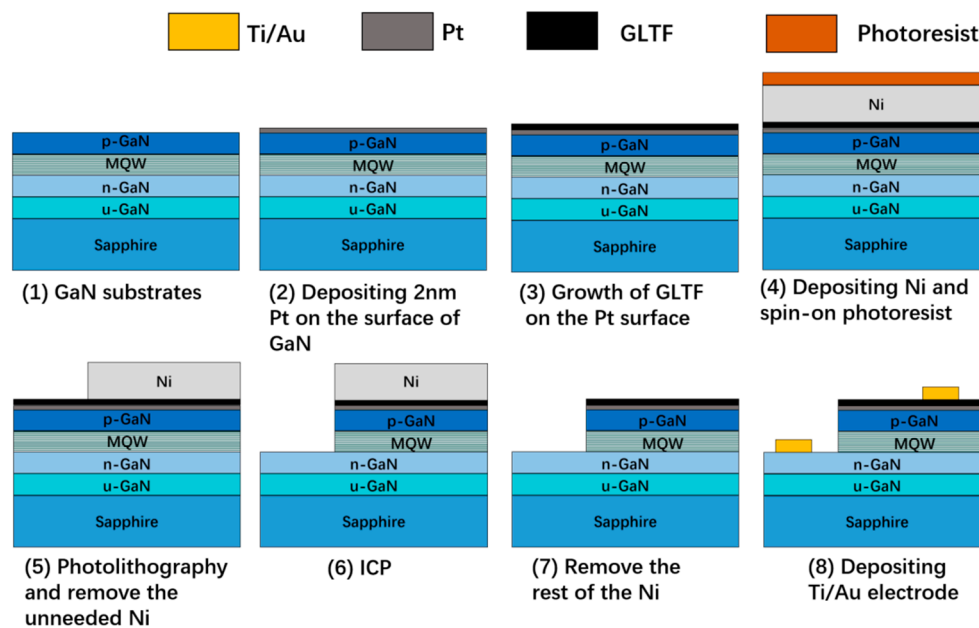 Ti/Au
Pt
GLTF
Photoresist
p-GaN
MQW
n-GaN
u-GaN
Sapphire
(1) GaN substrates
p-GaN
MQW
n-GaN
u-GaN
Sapphire
(2) Depositing 2nm
Pt on the surface of
GaN
p-GaN
MQW
n-GaN
u-GaN
Sapphire
(3) Growth of GLTF
on the Pt surface
Ni
p-GaN
MQW
n-GaN
u-GaN
Sapphire
(4) Depositing Ni and
spin-on photoresist
Ni
p-GaN
MQW
n-GaN
u-GaN
Sapphire
(5) Photolithography
and remove the
unneeded Ni
Ni
p-GaN
MQW
n-GaN
u-GaN
Sapphire
(6) ICP
p-GaN
MQW
n-GaN
u-GaN
Sapphire
(7) Remove the
rest of the Ni
p-GaN
MQW
n-GaN
u-GaN
Sapphire
(8) Depositing
Ti/Au electrode